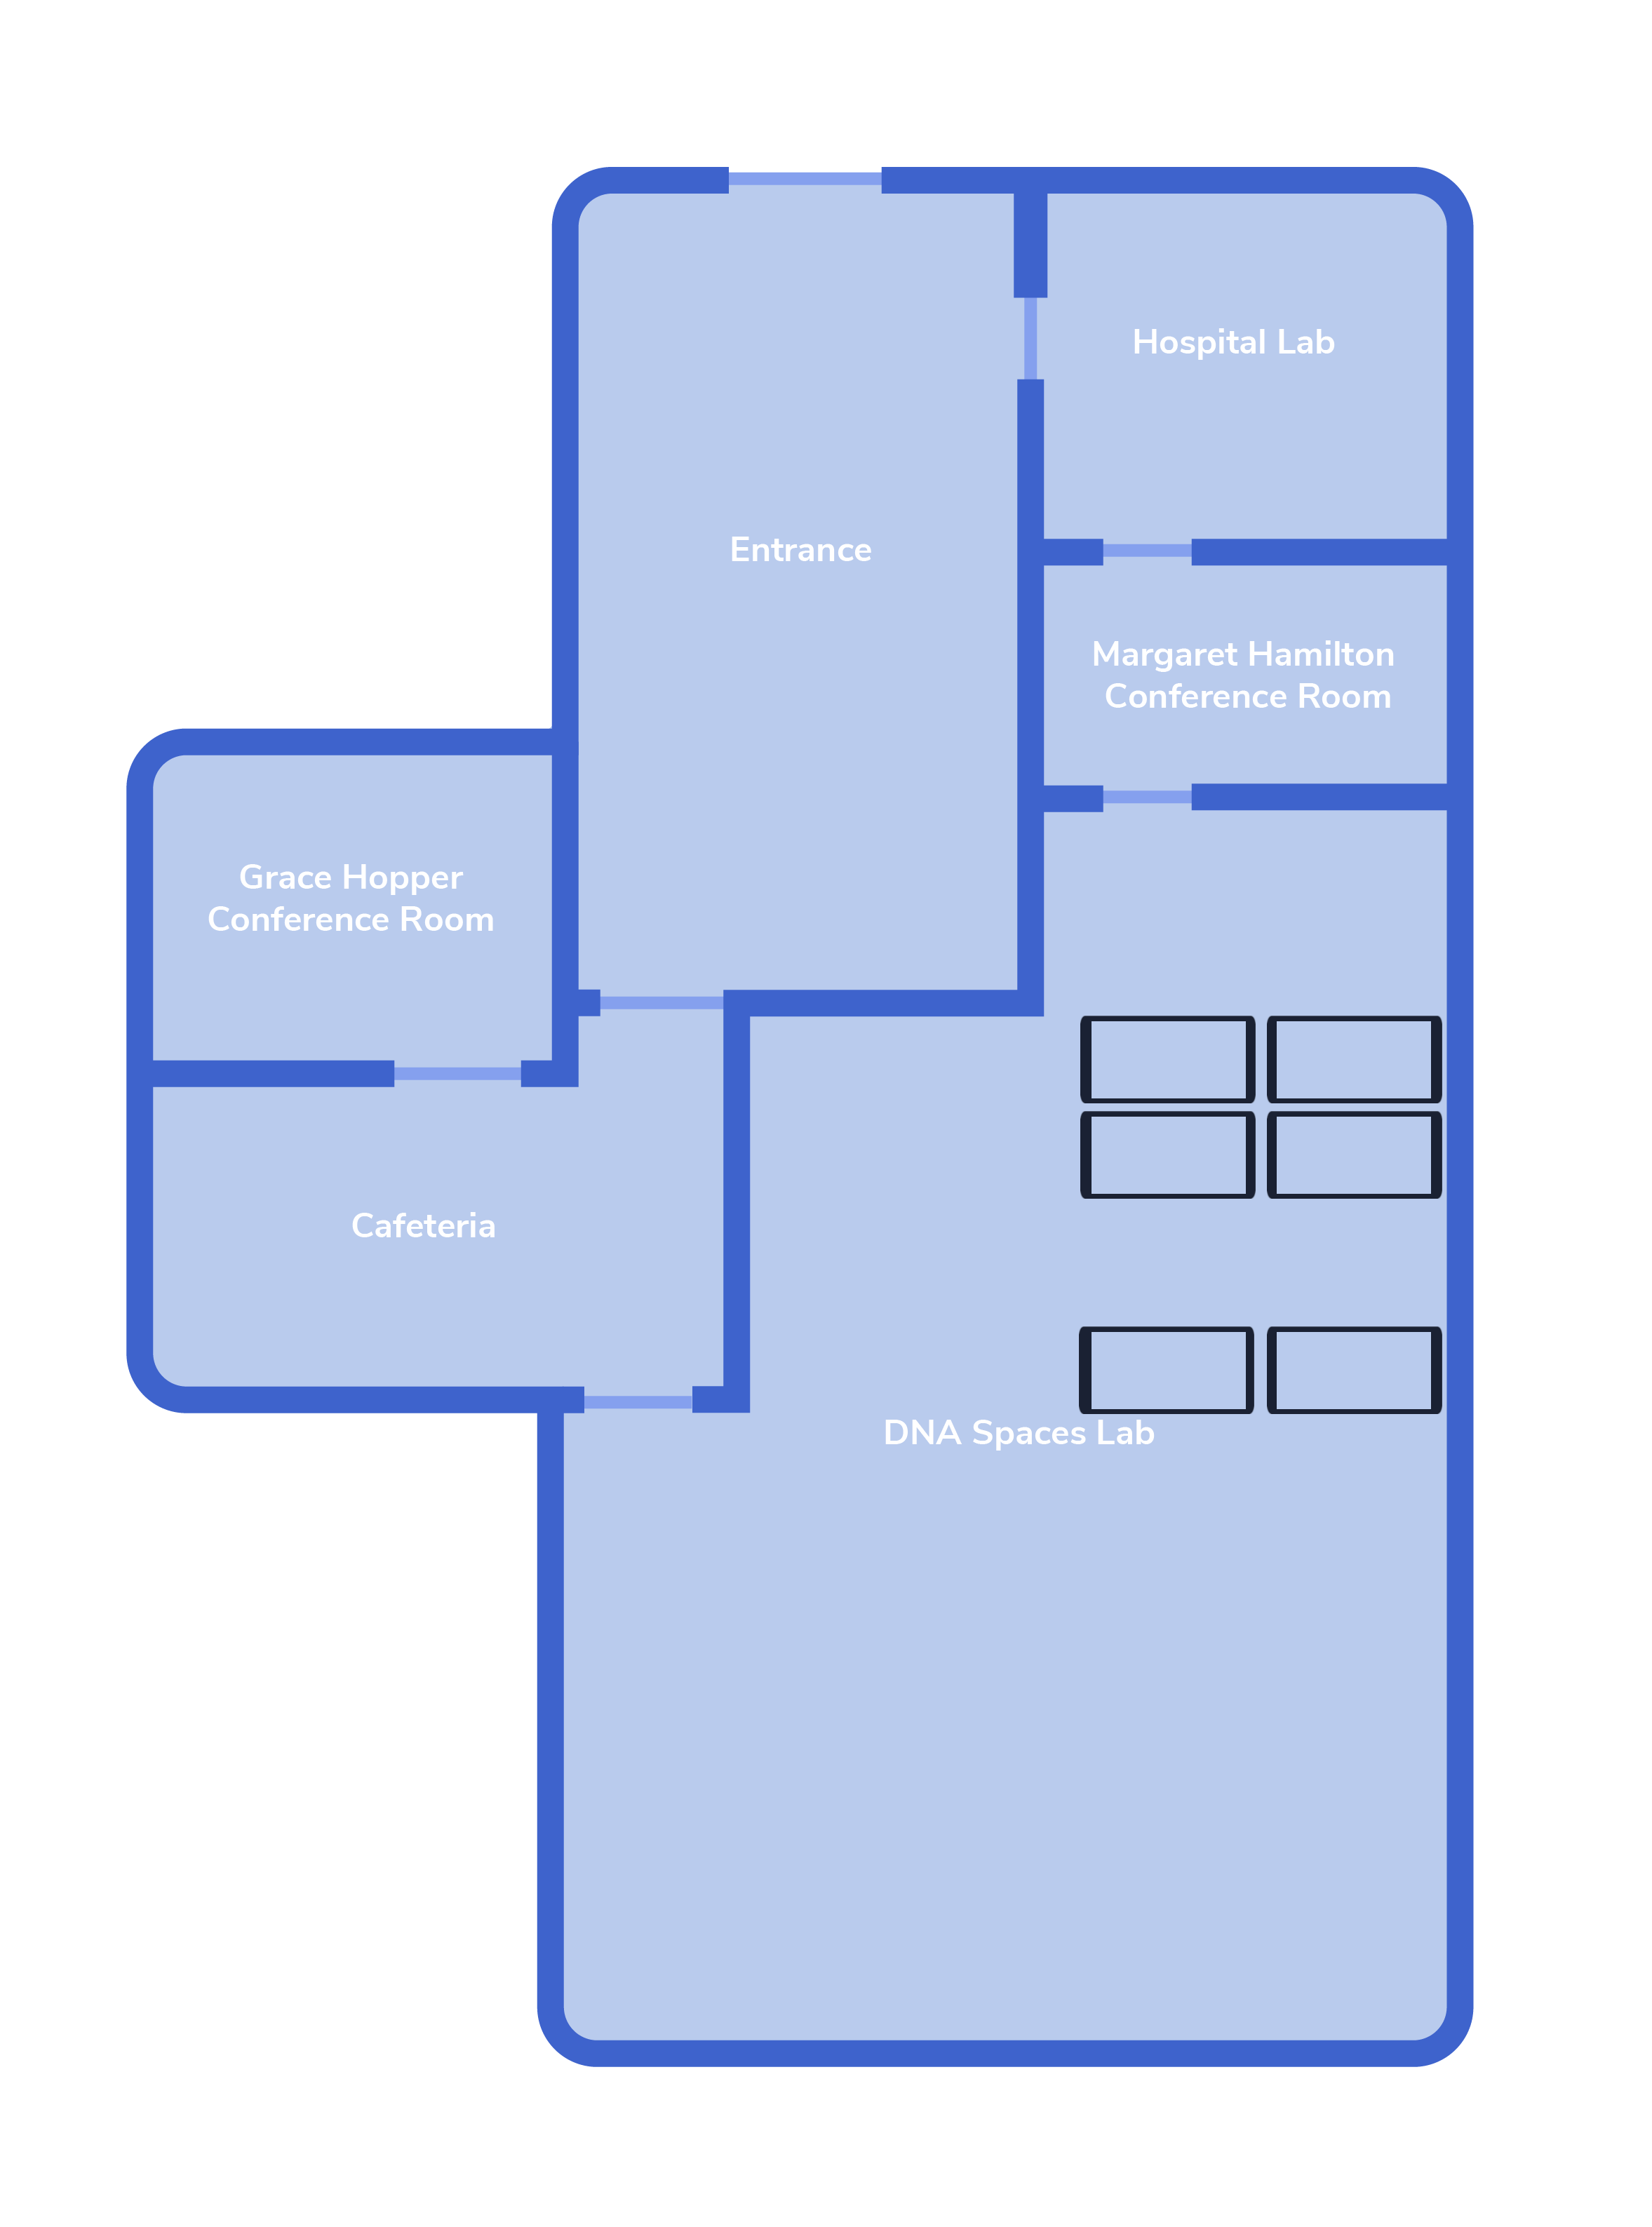 Hospital Lab
Entrance
Margaret Hamilton
Conference Room
Grace Hopper
Conference Room
Cafeteria
DNA Spaces Lab